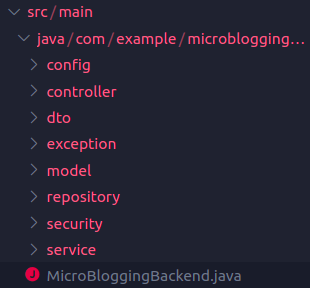 src/main
java/com/example/microblogging...
config
controller
dto
exception
model
repository
security
service
J MicroBloggingBackend.java